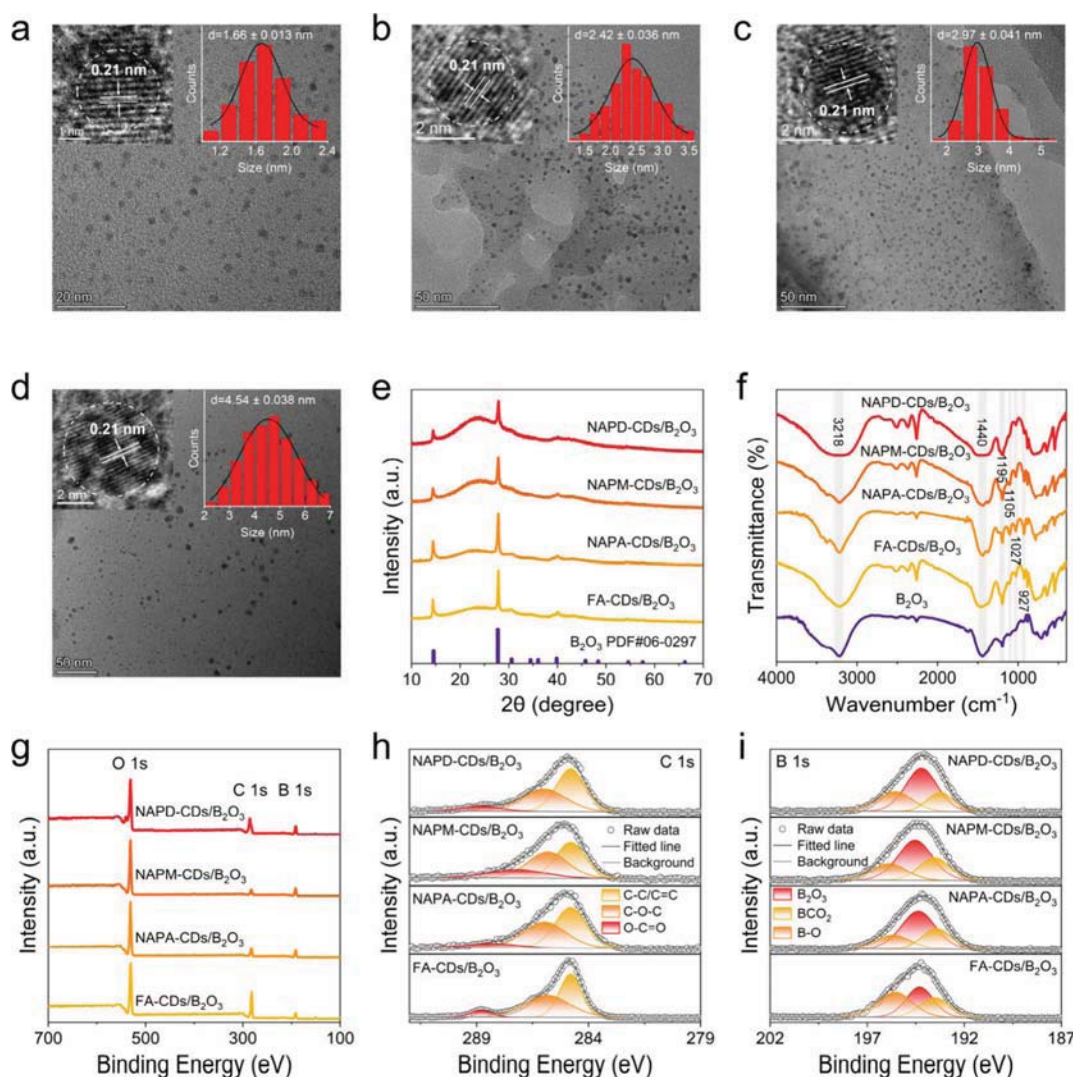 a
d=1.66 ± 0.013 nm
0.21 nm
1 nm
Counts
1.2 1.6 2.0 2.4
Size (nm)
20 nm
b
d=2.42 ± 0.036 nm
0.21 nm
2 nm
Counts
1.5 2.0 2.5 3.0 3.5
Size (nm)
50 nm
c
d=2.97 ± 0.041 nm
0.21 nm
2 nm
Counts
2 3 4 5
Size (nm)
50 nm
d
d=4.54 ± 0.038 nm
0.21 nm
2 nm
Counts
2 3 4 5 6 7
Size (nm)
50 nm
e
Intensity (a.u.)
NAPD-CDs/B₂O₃
NAPM-CDs/B₂O₃
NAPA-CDs/B₂O₃
FA-CDs/B₂O₃
B₂O₃ PDF#06-0297
10 20 30 40 50 60 70
2θ (degree)
f
Transmittance (%)
NAPD-CDs/B₂O₃
3218
1440
NAPM-CDs/B₂O₃
1195
NAPA-CDs/B₂O₃
1105
FA-CDs/B₂O₃
1027
B₂O₃
927
4000 3000 2000 1000
Wavenumber (cm⁻¹)
g
Intensity (a.u.)
O 1s
C 1s B 1s
NAPD-CDs/B₂O₃
NAPM-CDs/B₂O₃
NAPA-CDs/B₂O₃
FA-CDs/B₂O₃
700 500 300 100
Binding Energy (eV)
h
Intensity (a.u.)
NAPD-CDs/B₂O₃ C 1s
NAPM-CDs/B₂O₃
Raw data
Fitted line
Background
NAPA-CDs/B₂O₃
C-C/C=C
C-O-C
O-C=O
FA-CDs/B₂O₃
289 284 279
Binding Energy (eV)
i
Intensity (a.u.)
B 1s NAPD-CDs/B₂O₃
NAPM-CDs/B₂O₃
Raw data
Fitted line
Background
NAPA-CDs/B₂O₃
B₂O₃
BCO₂
B-O
FA-CDs/B₂O₃
202 197 192 187
Binding Energy (eV)